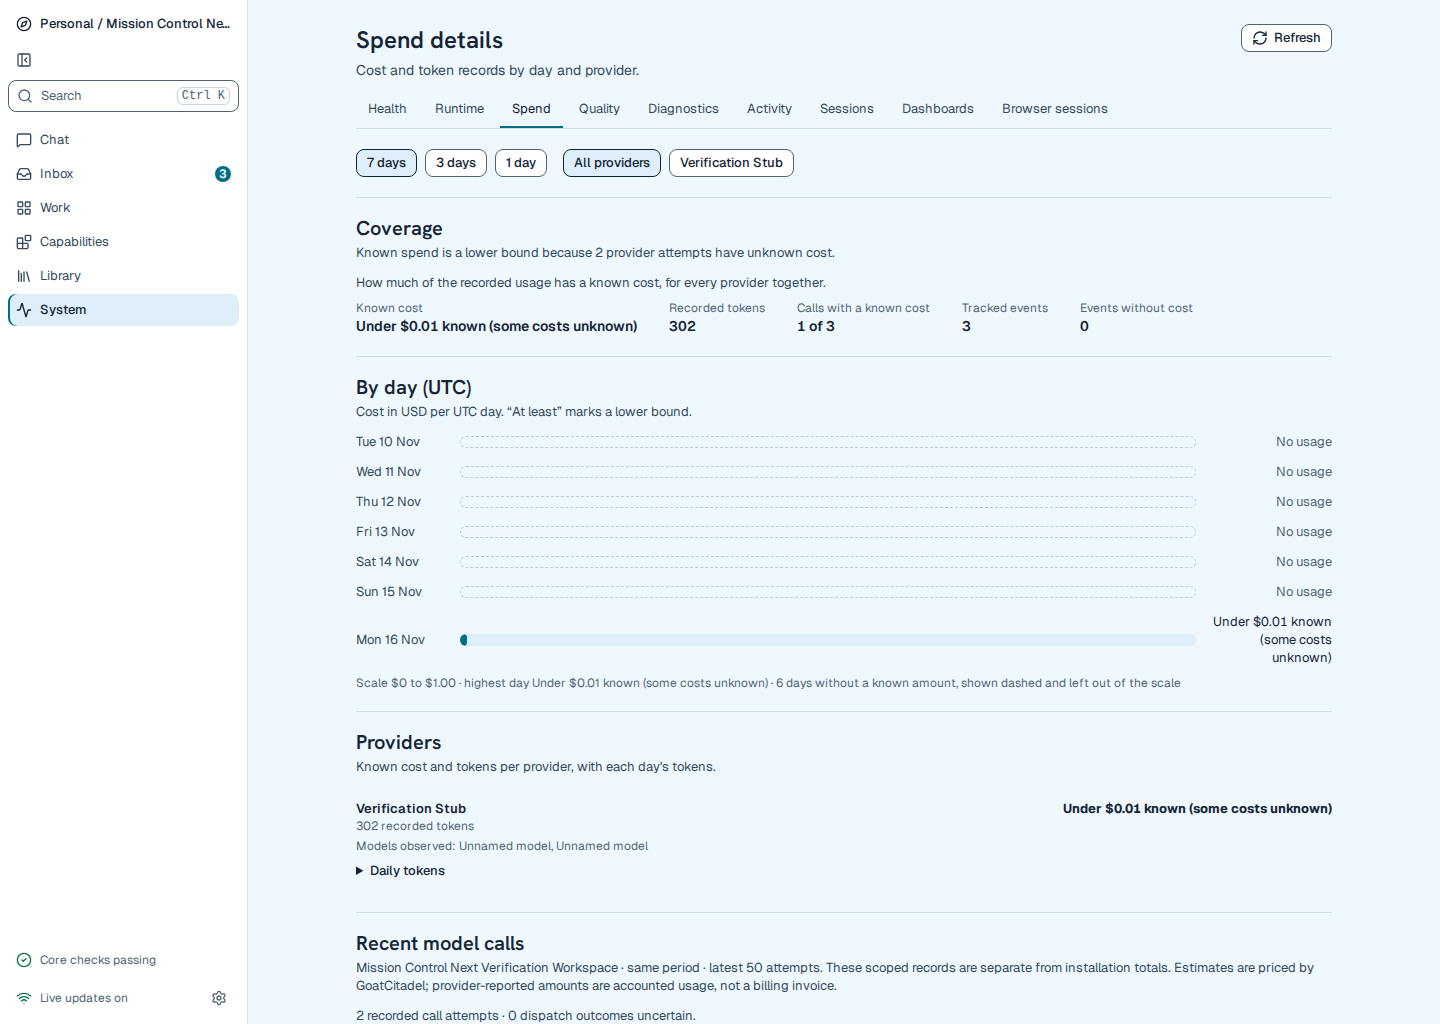 Personal / Mission Control Ne...
Search
Ctrl K
Chat
Inbox
3
Work
Capabilities
Library
System
Core checks passing
Live updates on
Spend details
Refresh
Cost and token records by day and provider.
Health Runtime Spend Quality Diagnostics Activity Sessions Dashboards Browser sessions
7 days 3 days 1 day All providers Verification Stub
Coverage
Known spend is a lower bound because 2 provider attempts have unknown cost.
How much of the recorded usage has a known cost, for every provider together.
Known cost Recorded tokens Calls with a known cost Tracked events Events without cost
Under $0.01 known (some costs unknown) 302 1 of 3 3 0
By day (UTC)
Cost in USD per UTC day. “At least” marks a lower bound.
Tue 10 Nov No usage
Wed 11 Nov No usage
Thu 12 Nov No usage
Fri 13 Nov No usage
Sat 14 Nov No usage
Sun 15 Nov No usage
Mon 16 Nov
Under $0.01 known
(some costs
unknown)
Scale $0 to $1.00 · highest day Under $0.01 known (some costs unknown) · 6 days without a known amount, shown dashed and left out of the scale
Providers
Known cost and tokens per provider, with each day's tokens.
Verification Stub Under $0.01 known (some costs unknown)
302 recorded tokens
Models observed: Unnamed model, Unnamed model
Daily tokens
Recent model calls
Mission Control Next Verification Workspace · same period · latest 50 attempts. These scoped records are separate from installation totals. Estimates are priced by
GoatCitadel; provider-reported amounts are accounted usage, not a billing invoice.
2 recorded call attempts · 0 dispatch outcomes uncertain.